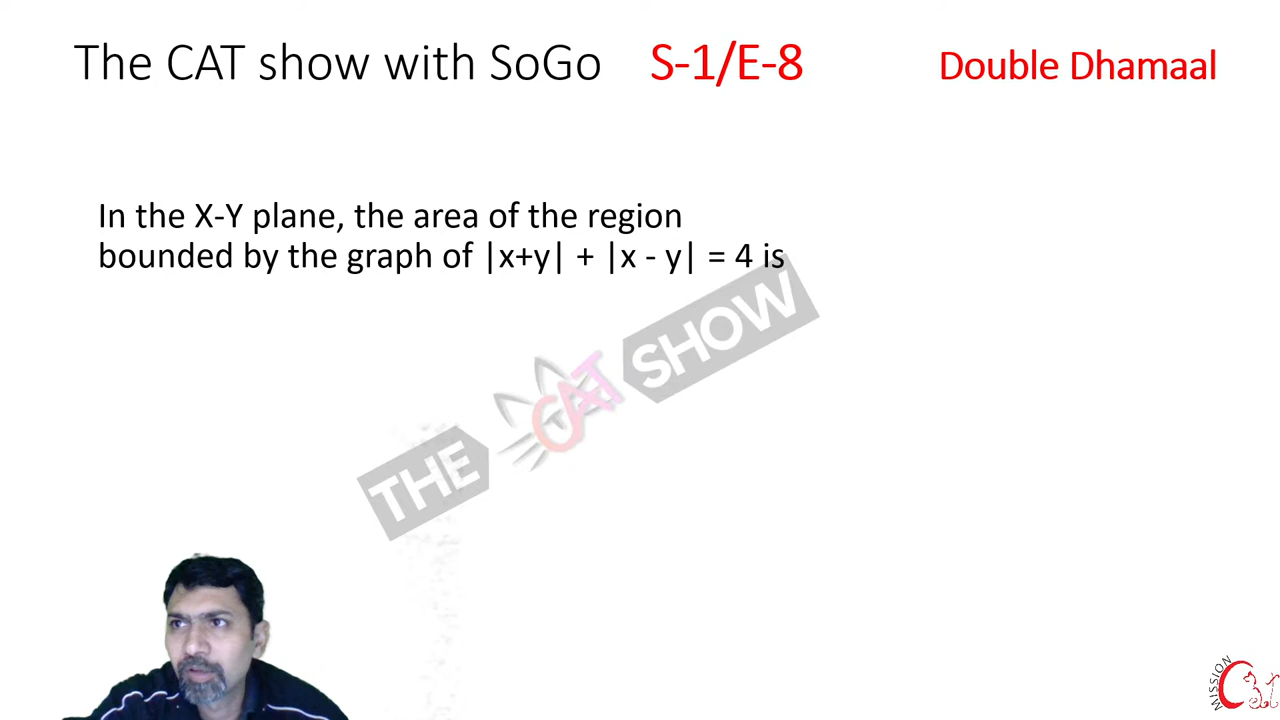 The CAT show with SoGo S-1/E-8 Double Dhamaal
In the X-Y plane, the area of the region
bounded by the graph of |x+y| + |x - y| = 4 is
THE CAT SHOW
MISSION Cat